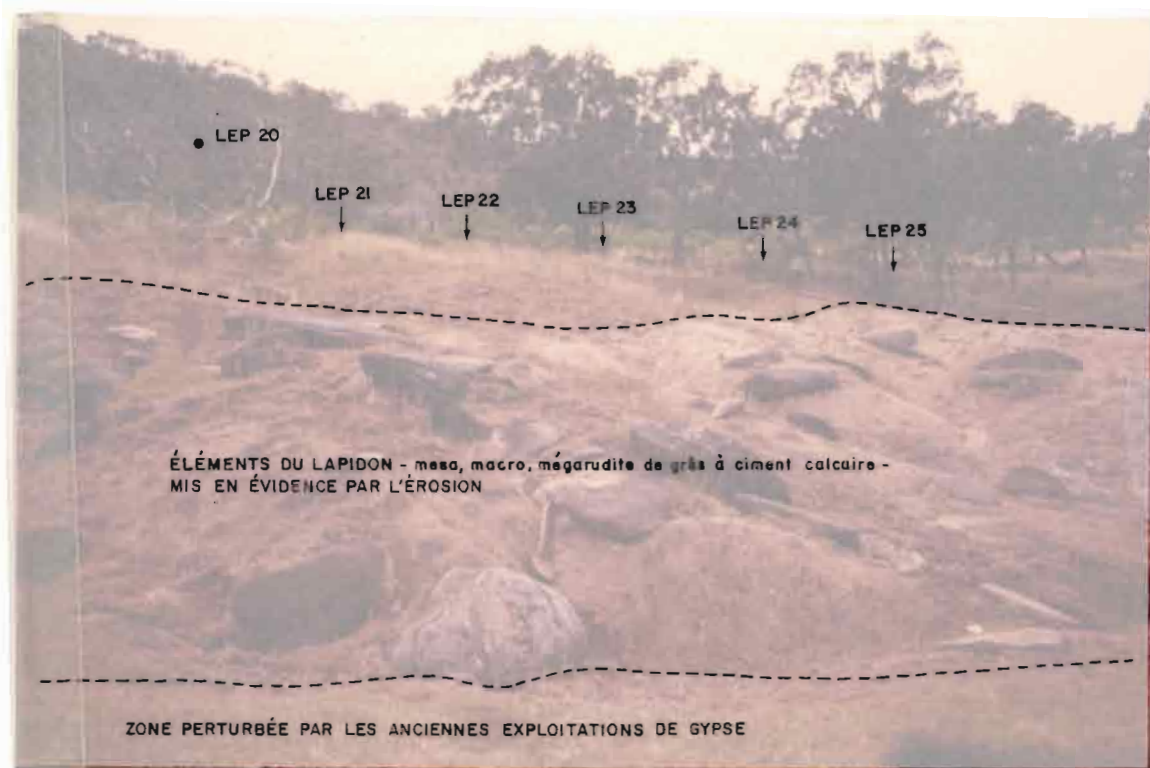 LEP 20
LEP 21
LEP 22
LEP 23
LEP 24
LEP 25
ÉLÉMENTS DU LAPIDON - mesa, macro, mégarudite de grès à ciment calcaire -
MIS EN ÉVIDENCE PAR L'ÉROSION
ZONE PERTURBÉE PAR LES ANCIENNES EXPLOITATIONS DE GYPSE